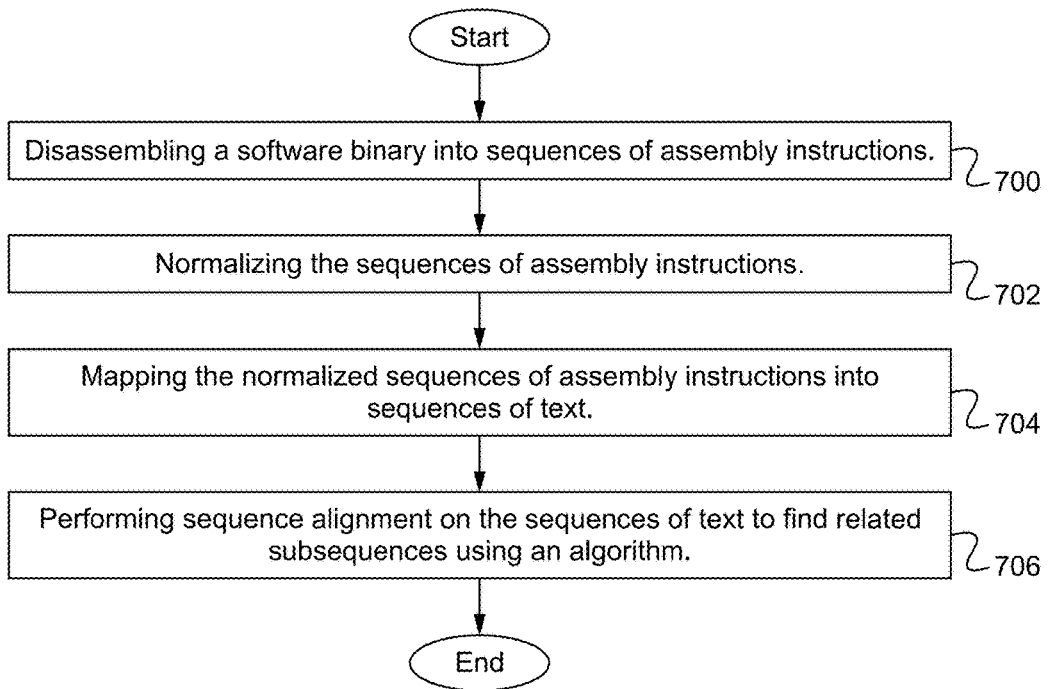 Start
Disassembling a software binary into sequences of assembly instructions.
700
Normalizing the sequences of assembly instructions.
702
Mapping the normalized sequences of assembly instructions into
sequences of text.
704
Performing sequence alignment on the sequences of text to find related
subsequences using an algorithm.
706
End